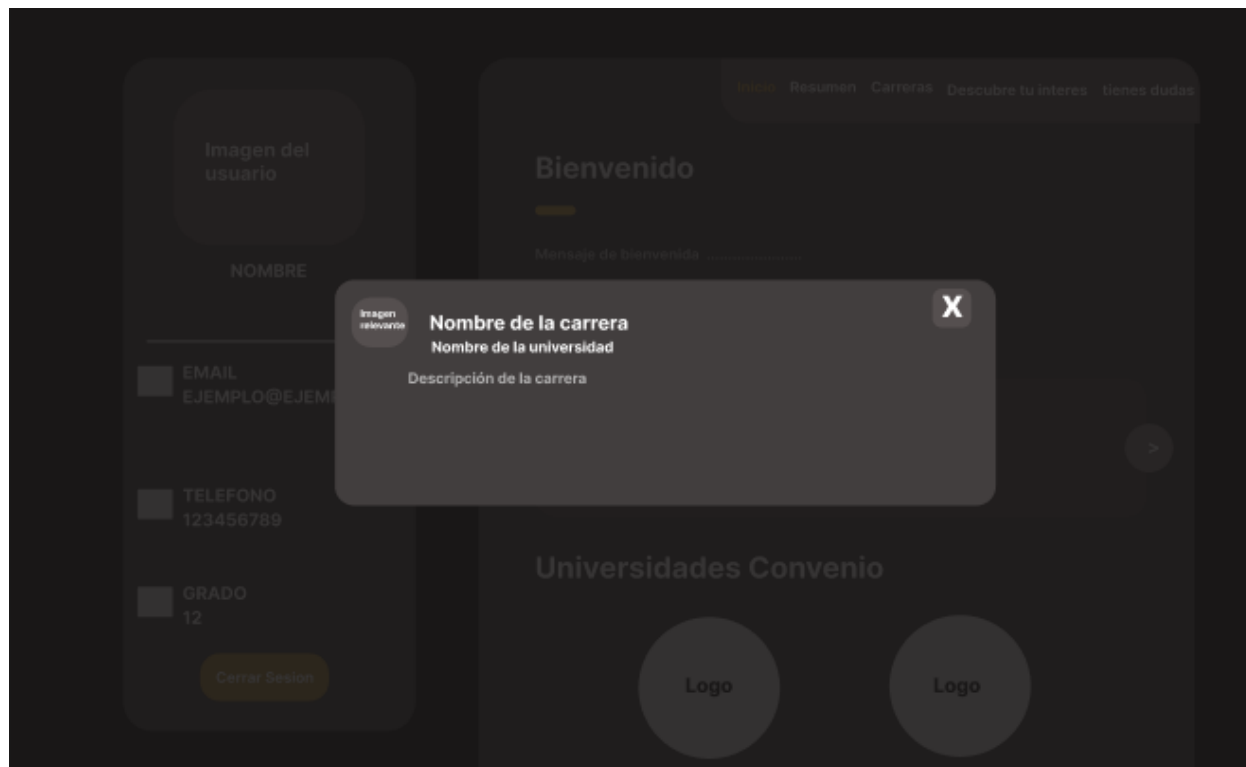 Inicio Resumen Carreras Descubre tu interes tienes dudas
Imagen del
usuario
NOMBRE
EMAIL
EJEMPLO@EJEM
TELEFONO
123456789
GRADO
12
Cerrar Sesion
Bienvenido
Mensaje de bienvenida .....................
Imagen
relevante
Nombre de la carrera
Nombre de la universidad
Descripción de la carrera
X
>
Universidades Convenio
Logo
Logo